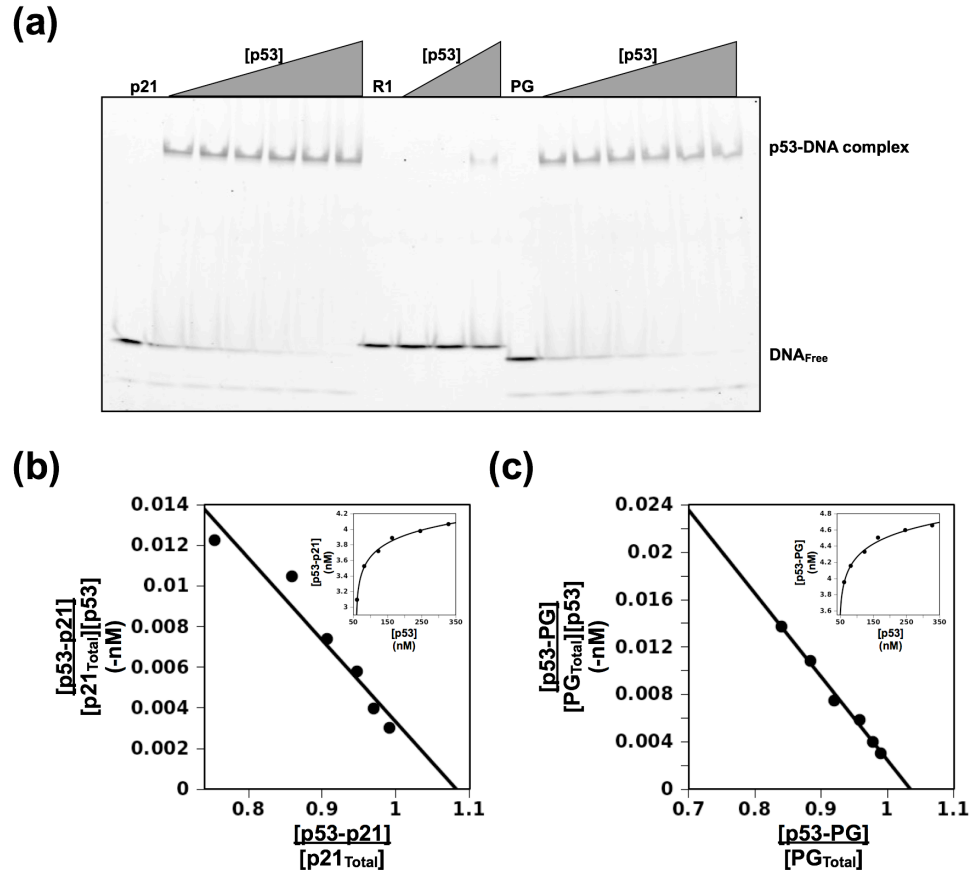 (a)
p21 [p53] R1 [p53] PG [p53]
p53-DNA complex
DNAFree
(b)
[p53-p21]
[p21Total][p53]
(-nM)
0.014
0.012
0.01
0.008
0.006
0.004
0.002
0
0.8 0.9 1 1.1
[p53-p21]
[p21Total]
[p53-p21]
(nM)
4.2
4
3.8
3.6
3.4
3.2
3
50 150 250 350
[p53]
(nM)
(c)
[p53-PG]
[PGTotal][p53]
(-nM)
0.024
0.02
0.016
0.012
0.008
0.004
0
0.7 0.8 0.9 1 1.1
[p53-PG]
[PGTotal]
[p53-PG]
(nM)
4.8
4.6
4.4
4.2
4
3.8
3.6
50 150 250 350
[p53]
(nM)